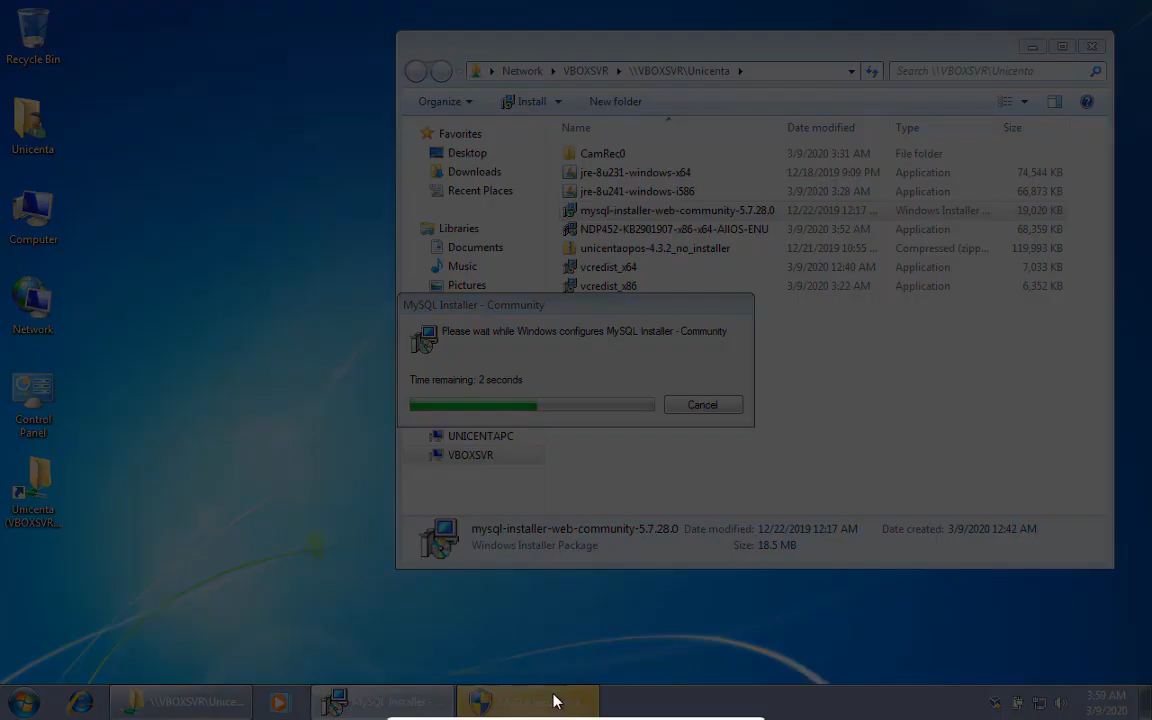 Recycle Bin
Unicenta
Computer
Network
Control
Panel
Unicenta
(VBOXSVR...
Network
VBOXSVR
\\VBOXSVR\Unicenta
Search \\VBOXSVR\Unicenta
Organize
Install
New folder
Favorites
Desktop
Downloads
Recent Places
Libraries
Documents
Music
Pictures
UNICENTAPC
VBOXSVR
Name Date modified Type Size
CamRec0 3/9/2020 3:31 AM File folder
jre-8u231-windows-x64 12/18/2019 9:09 PM Application 74,544 KB
jre-8u241-windows-i586 3/9/2020 3:28 AM Application 66,873 KB
mysql-installer-web-community-5.7.28.0 12/22/2019 12:17 ... Windows Installer ... 19,020 KB
NDP452-KB2901907-x86-x64-AllOS-ENU 3/9/2020 3:52 AM Application 68,359 KB
unicentaopos-4.3.2_no_installer 12/21/2019 10:55 ... Compressed (zipp... 119,993 KB
vcredist_x64 3/9/2020 12:40 AM Application 7,033 KB
vcredist_x86 3/9/2020 3:22 AM Application 6,352 KB
MySQL Installer - Community
Please wait while Windows configures MySQL Installer - Community
Time remaining: 2 seconds
Cancel
mysql-installer-web-community-5.7.28.0 Date modified: 12/22/2019 12:17 AM Date created: 3/9/2020 12:42 AM
Windows Installer Package Size: 18.5 MB
\\VBOXSVR\Unice...
MySQL Installer - ...
3:59 AM
3/9/2020